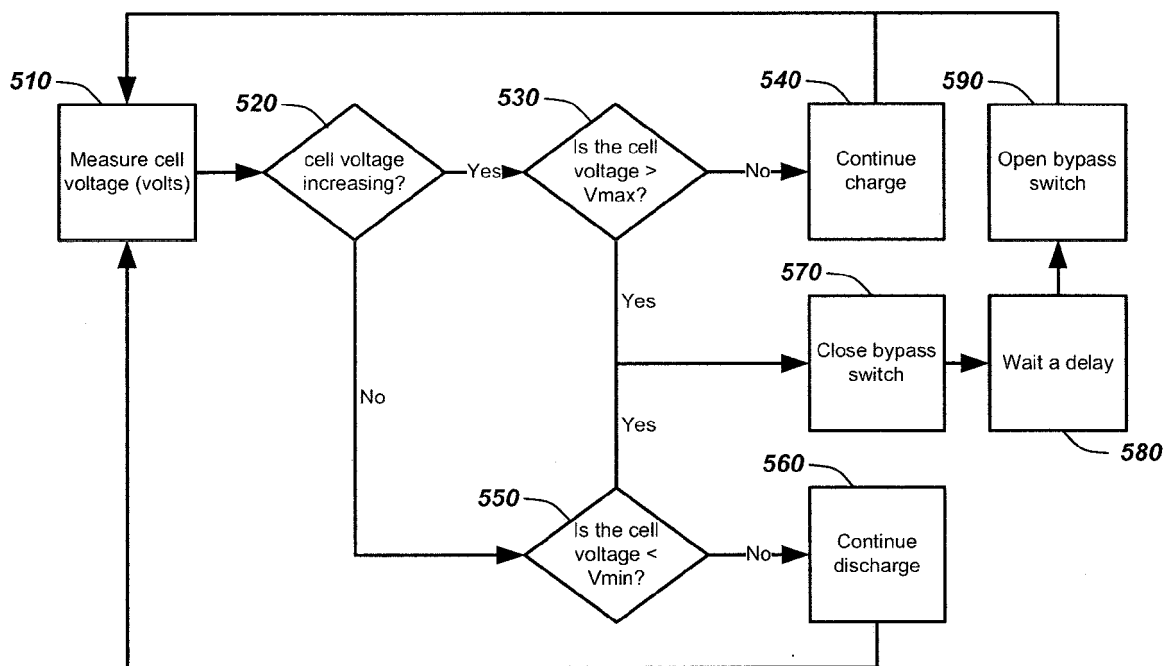 510
Measure cell
voltage (volts)
520
cell voltage
increasing?
Yes
No
530
Is the cell
voltage >
Vmax?
No
Yes
540
Continue
charge
590
Open bypass
switch
570
Close bypass
switch
Wait a delay
580
Yes
550
Is the cell
voltage <
Vmin?
No
560
Continue
discharge